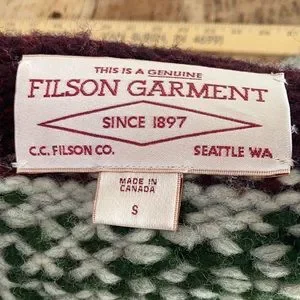 THIS IS A GENUINE
FILSON GARMENT
SINCE 1897
C.C. FILSON CO. SEATTLE WA
MADE IN
CANADA
S